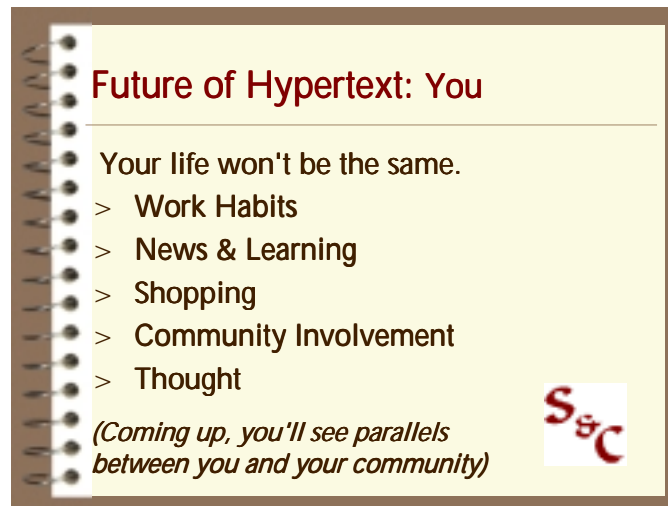 Future of Hypertext: You
Your life won't be the same.
> Work Habits
> News & Learning
> Shopping
> Community Involvement
> Thought
(Coming up, you'll see parallels
between you and your community)
S&C